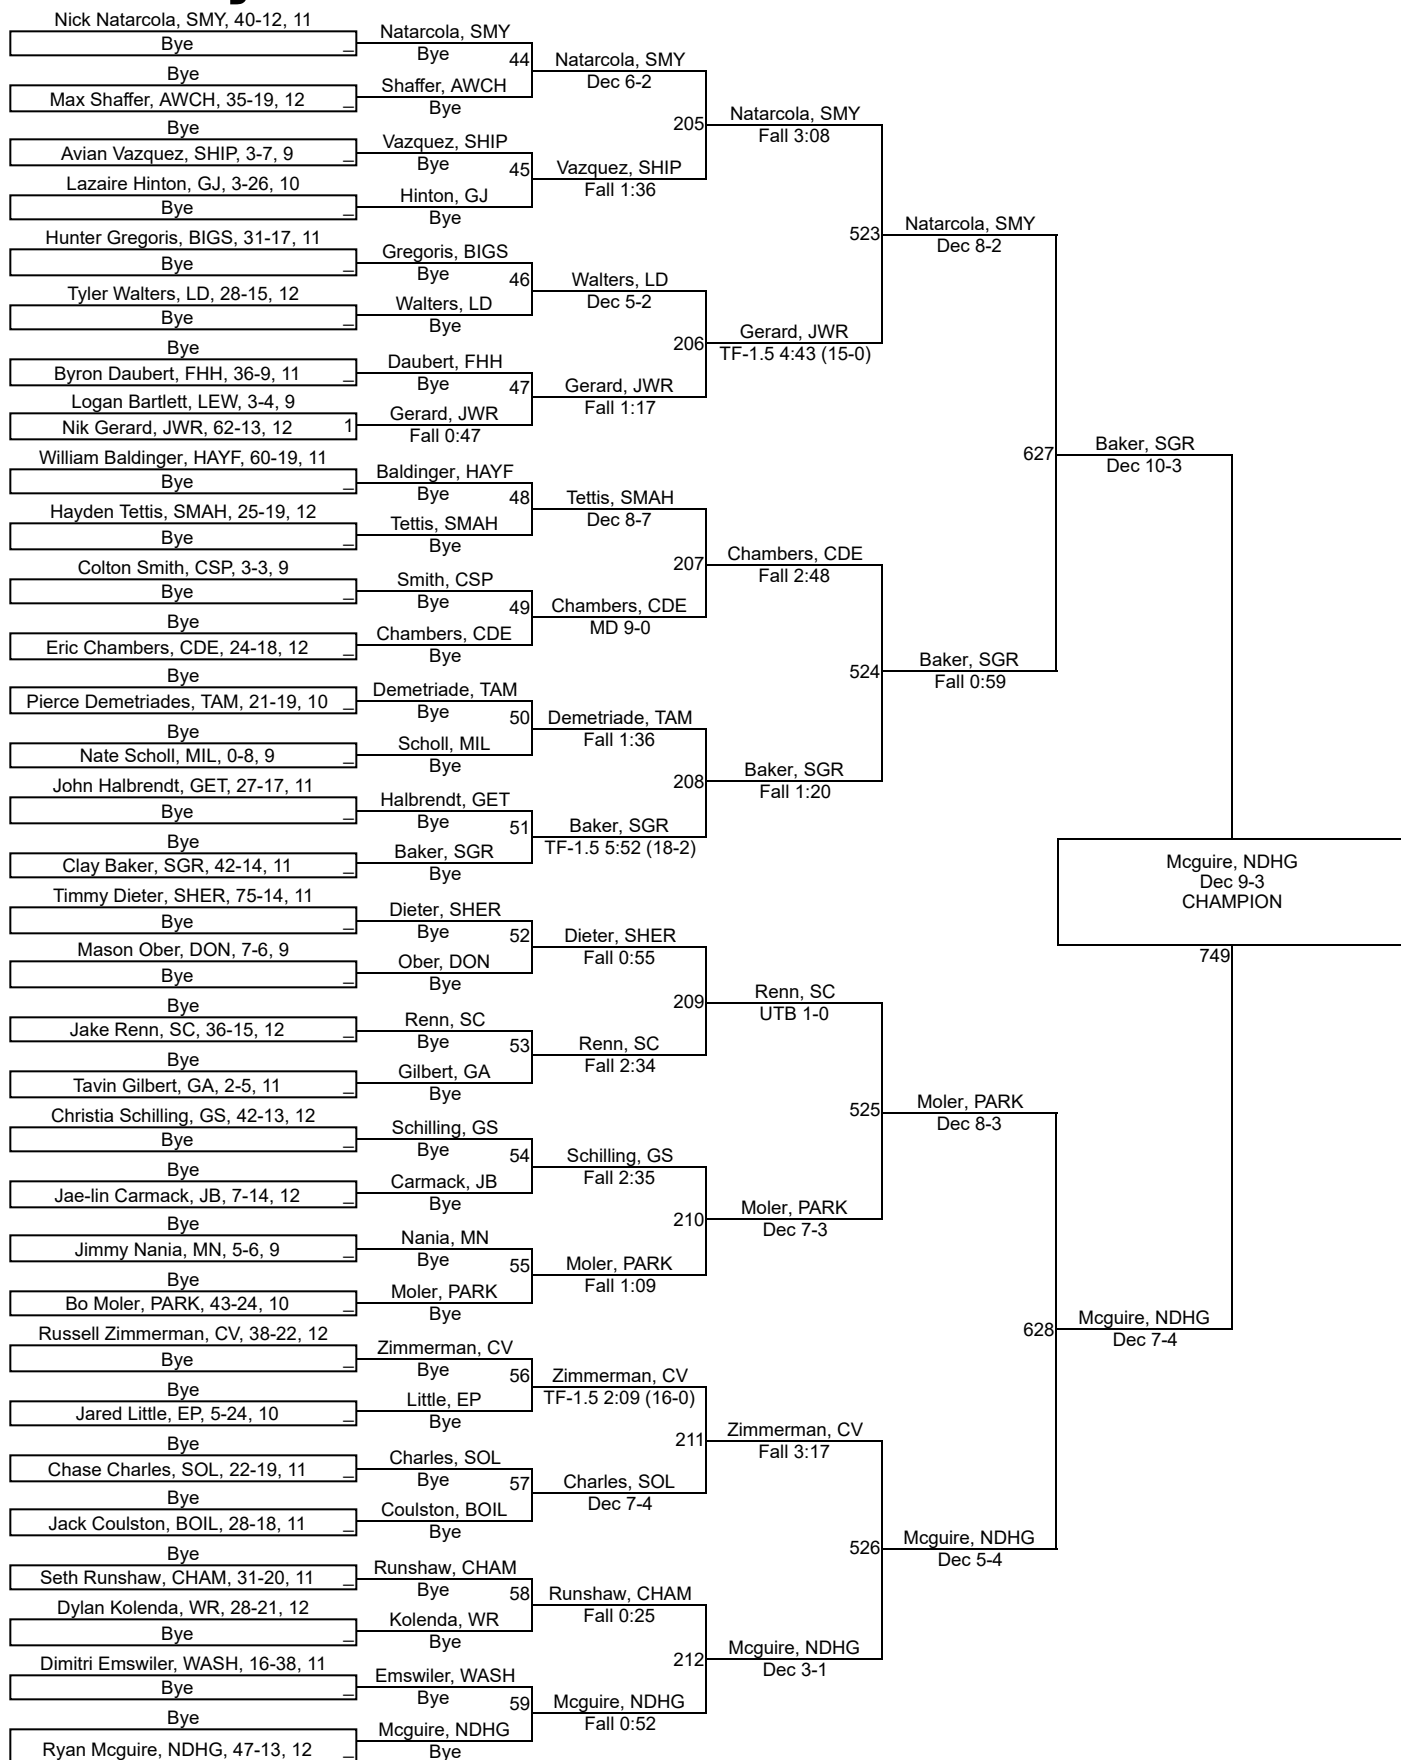 Nick Natarcola, SMY, 40-12, 11
Bye _
Bye
Max Shaffer, AWCH, 35-19, 12 _
Bye
Avian Vazquez, SHIP, 3-7, 9 _
Lazaire Hinton, GJ, 3-26, 10
Bye _
Hunter Gregoris, BIGS, 31-17, 11
Bye _
Tyler Walters, LD, 28-15, 12
Bye _
Bye
Byron Daubert, FHH, 36-9, 11 _
Logan Bartlett, LEW, 3-4, 9
Nik Gerard, JWR, 62-13, 12 1
William Baldinger, HAYF, 60-19, 11
Bye _
Hayden Tettis, SMAH, 25-19, 12
Bye _
Colton Smith, CSP, 3-3, 9
Bye _
Bye
Eric Chambers, CDE, 24-18, 12 _
Bye
Pierce Demetriades, TAM, 21-19, 10 _
Bye
Nate Scholl, MIL, 0-8, 9 _
John Halbrendt, GET, 27-17, 11
Bye _
Bye
Clay Baker, SGR, 42-14, 11 _
Timmy Dieter, SHER, 75-14, 11
Bye _
Mason Ober, DON, 7-6, 9
Bye _
Bye
Jake Renn, SC, 36-15, 12 _
Bye
Tavin Gilbert, GA, 2-5, 11 _
Christia Schilling, GS, 42-13, 12
Bye _
Bye
Jae-lin Carmack, JB, 7-14, 12 _
Bye
Jimmy Nania, MN, 5-6, 9 _
Bye
Bo Moler, PARK, 43-24, 10 _
Russell Zimmerman, CV, 38-22, 12
Bye _
Bye
Jared Little, EP, 5-24, 10 _
Bye
Chase Charles, SOL, 22-19, 11 _
Bye
Jack Coulston, BOIL, 28-18, 11 _
Bye
Seth Runshaw, CHAM, 31-20, 11 _
Dylan Kolenda, WR, 28-21, 12
Bye _
Dimitri Emswiler, WASH, 16-38, 11
Bye _
Bye
Ryan Mcguire, NDHG, 47-13, 12 _
Natarcola, SMY
Bye
44
Shaffer, AWCH
Bye
Vazquez, SHIP
Bye
45
Hinton, GJ
Bye
Gregoris, BIGS
Bye
46
Walters, LD
Bye
Daubert, FHH
Bye
47
Gerard, JWR
Fall 0:47
Baldinger, HAYF
Bye
48
Tettis, SMAH
Bye
Smith, CSP
Bye
49
Chambers, CDE
Bye
Demetriade, TAM
Bye
50
Scholl, MIL
Bye
Halbrendt, GET
Bye
51
Baker, SGR
Bye
Dieter, SHER
Bye
52
Ober, DON
Bye
Renn, SC
Bye
53
Gilbert, GA
Bye
Schilling, GS
Bye
54
Carmack, JB
Bye
Nania, MN
Bye
55
Moler, PARK
Bye
Zimmerman, CV
Bye
56
Little, EP
Bye
Charles, SOL
Bye
57
Coulston, BOIL
Bye
Runshaw, CHAM
Bye
58
Kolenda, WR
Bye
Emswiler, WASH
Bye
59
Mcguire, NDHG
Bye
Natarcola, SMY
Dec 6-2
205
Vazquez, SHIP
Fall 1:36
Walters, LD
Dec 5-2
206
Gerard, JWR
Fall 1:17
Tettis, SMAH
Dec 8-7
207
Chambers, CDE
MD 9-0
Demetriade, TAM
Fall 1:36
208
Baker, SGR
TF-1.5 5:52 (18-2)
Dieter, SHER
Fall 0:55
209
Renn, SC
Fall 2:34
Schilling, GS
Fall 2:35
210
Moler, PARK
Fall 1:09
Zimmerman, CV
TF-1.5 2:09 (16-0)
211
Charles, SOL
Dec 7-4
Runshaw, CHAM
Fall 0:25
212
Mcguire, NDHG
Fall 0:52
Natarcola, SMY
Fall 3:08
523
Gerard, JWR
TF-1.5 4:43 (15-0)
Chambers, CDE
Fall 2:48
524
Baker, SGR
Fall 1:20
Renn, SC
UTB 1-0
525
Moler, PARK
Dec 7-3
Zimmerman, CV
Fall 3:17
526
Mcguire, NDHG
Dec 3-1
Natarcola, SMY
Dec 8-2
627
Baker, SGR
Fall 0:59
Moler, PARK
Dec 8-3
628
Mcguire, NDHG
Dec 5-4
Baker, SGR
Dec 10-3
Mcguire, NDHG
Dec 9-3
CHAMPION
749
Mcguire, NDHG
Dec 7-4